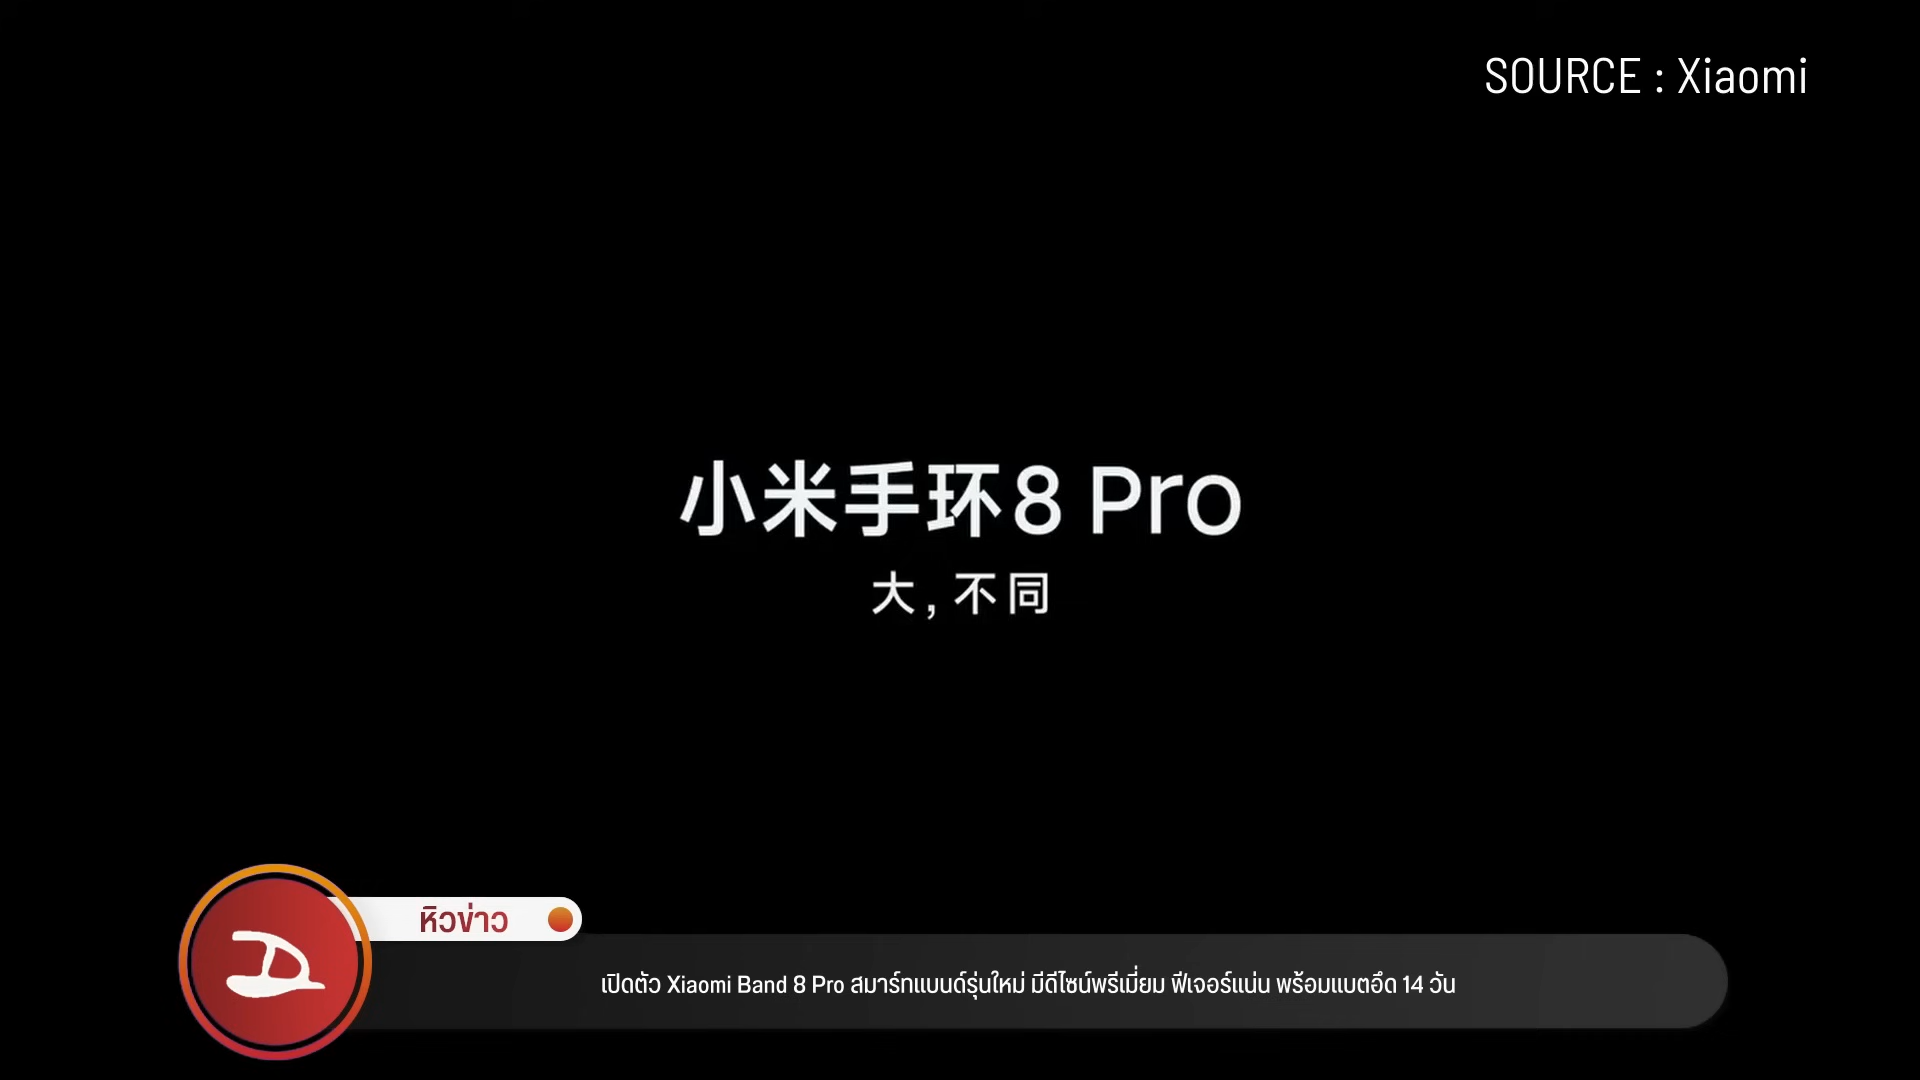 SOURCE : Xiaomi
小米手环8 Pro
大, 不同
หิวข่าว
เปิดตัว Xiaomi Band 8 Pro สมาร์ทแบนด์รุ่นใหม่ มีดีไซน์พรีเมี่ยม ฟีเจอร์แน่น พร้อมแบตอึด 14 วัน